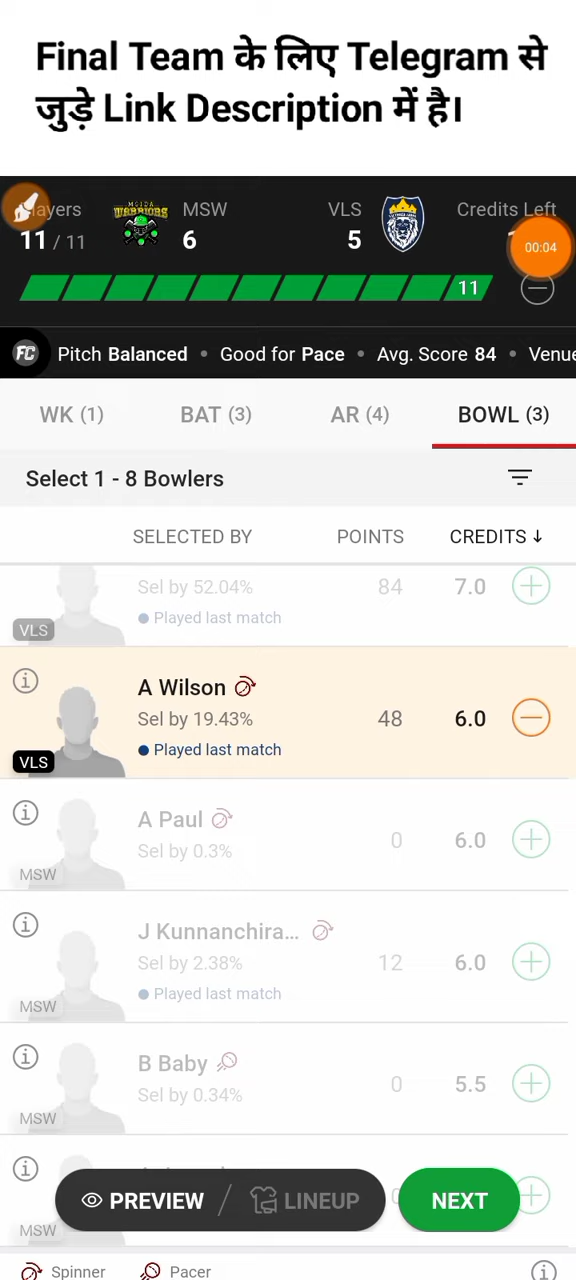 Final Team के लिए Telegram से
जुड़े Link Description में है।
ayers MSW VLS Credits Left
11 / 11 6 5
00:04
11
FC Pitch Balanced • Good for Pace • Avg. Score 84 • Venue
WK (1) BAT (3) AR (4) BOWL (3)
Select 1 - 8 Bowlers
SELECTED BY POINTS CREDITS ↓
Sel by 52.04% 84 7.0
Played last match
VLS
A Wilson
Sel by 19.43% 48 6.0
Played last match
VLS
A Paul
Sel by 0.3% 0 6.0
MSW
J Kunnanchira...
Sel by 2.38% 12 6.0
Played last match
MSW
B Baby
Sel by 0.34% 0 5.5
MSW
PREVIEW / LINEUP NEXT
MSW
Spinner Pacer